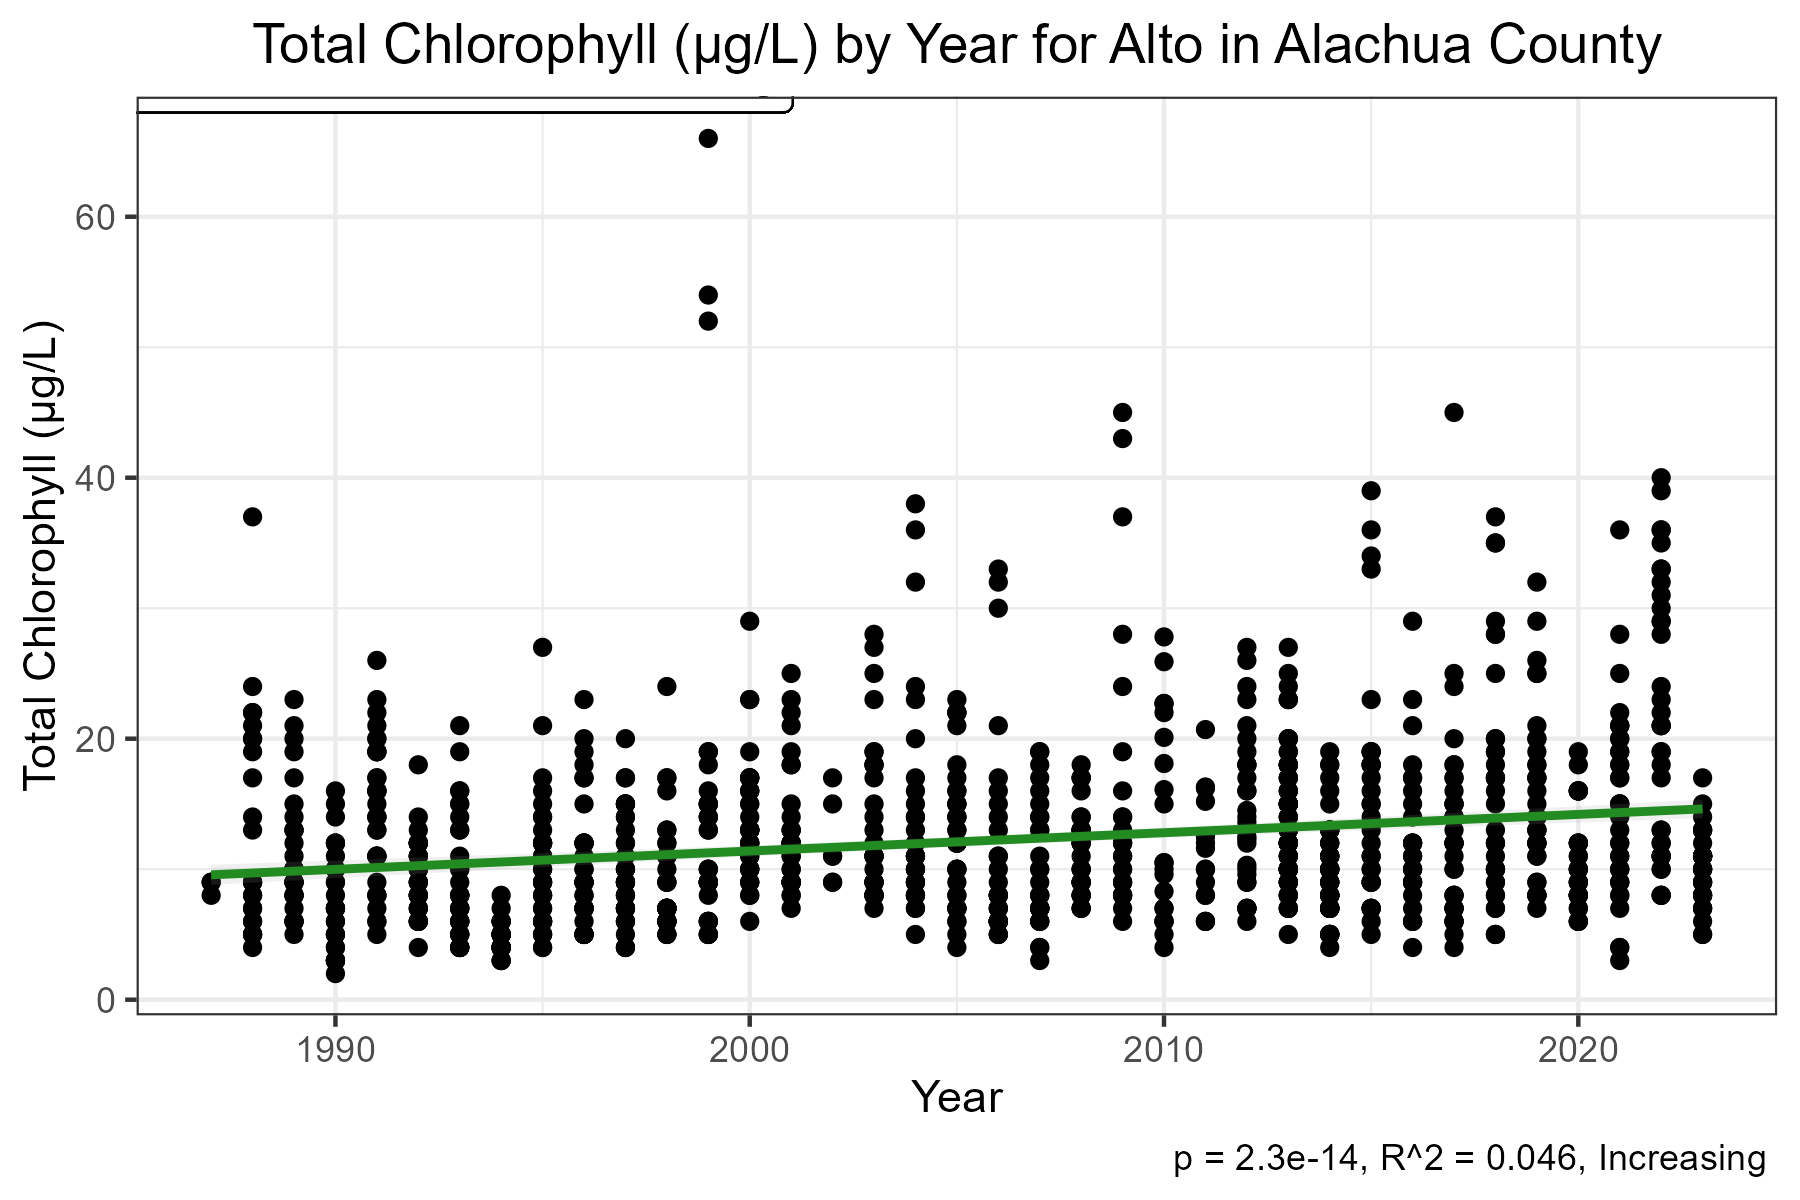 Total Chlorophyll (µg/L) by Year for Alto in Alachua County
Total Chlorophyll (µg/L)
60
40
20
0
1990 2000 2010 2020
Year
p = 2.3e-14, R^2 = 0.046, Increasing